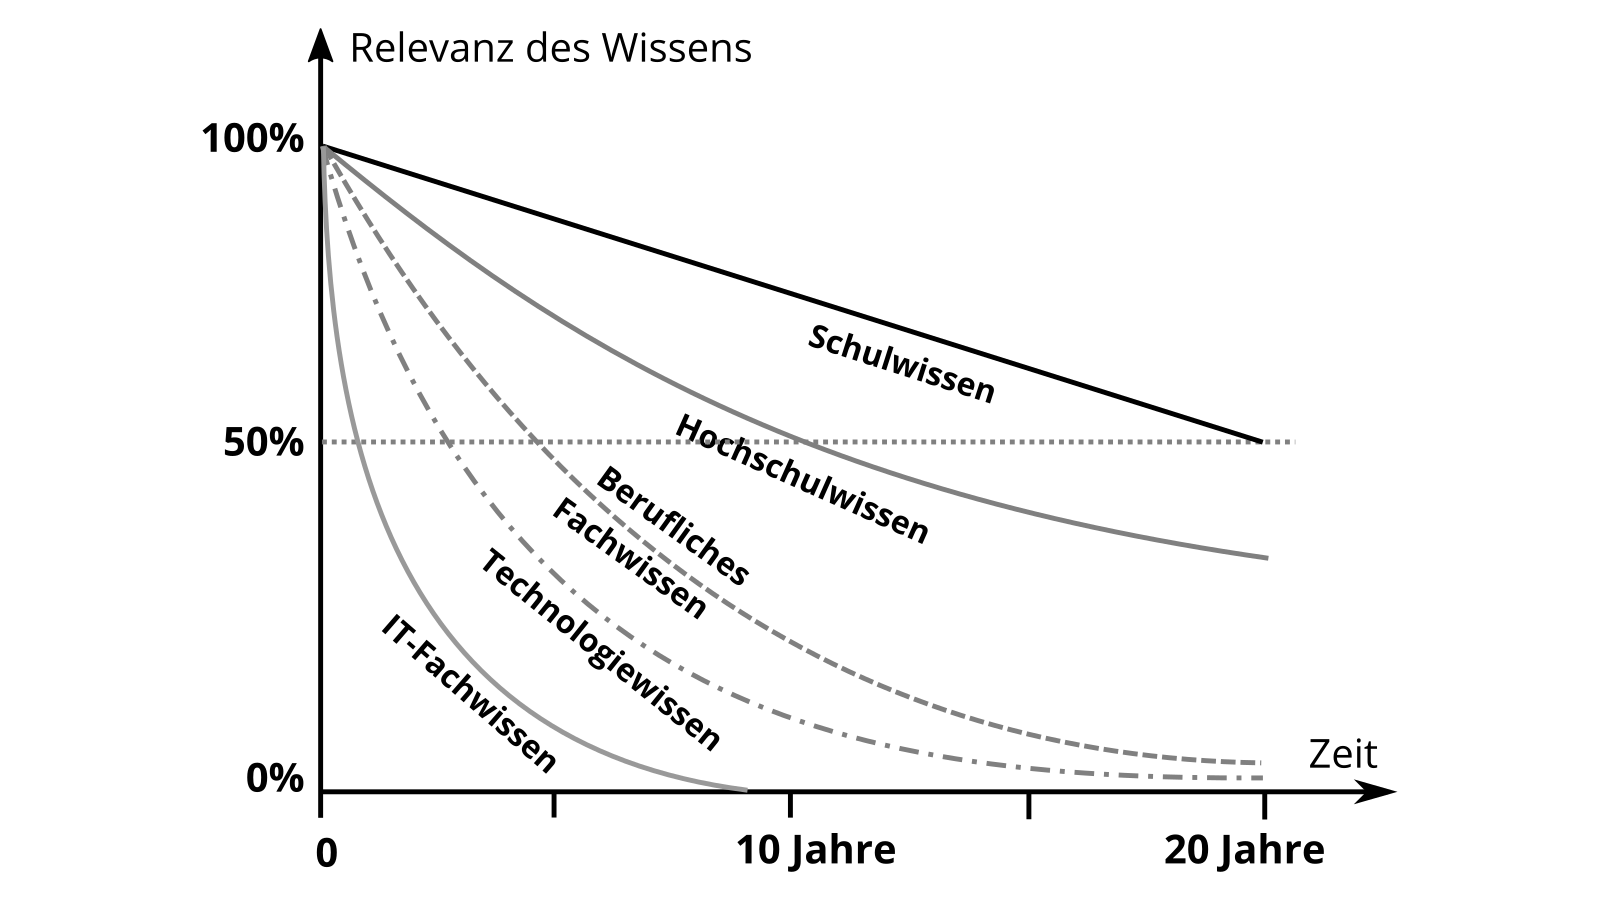 Relevanz des Wissens
100%
50%
0%
Schulwissen
Hochschulwissen
Berufliches
Fachwissen
Technologiewissen
IT-Fachwissen
Zeit
0
10 Jahre
20 Jahre